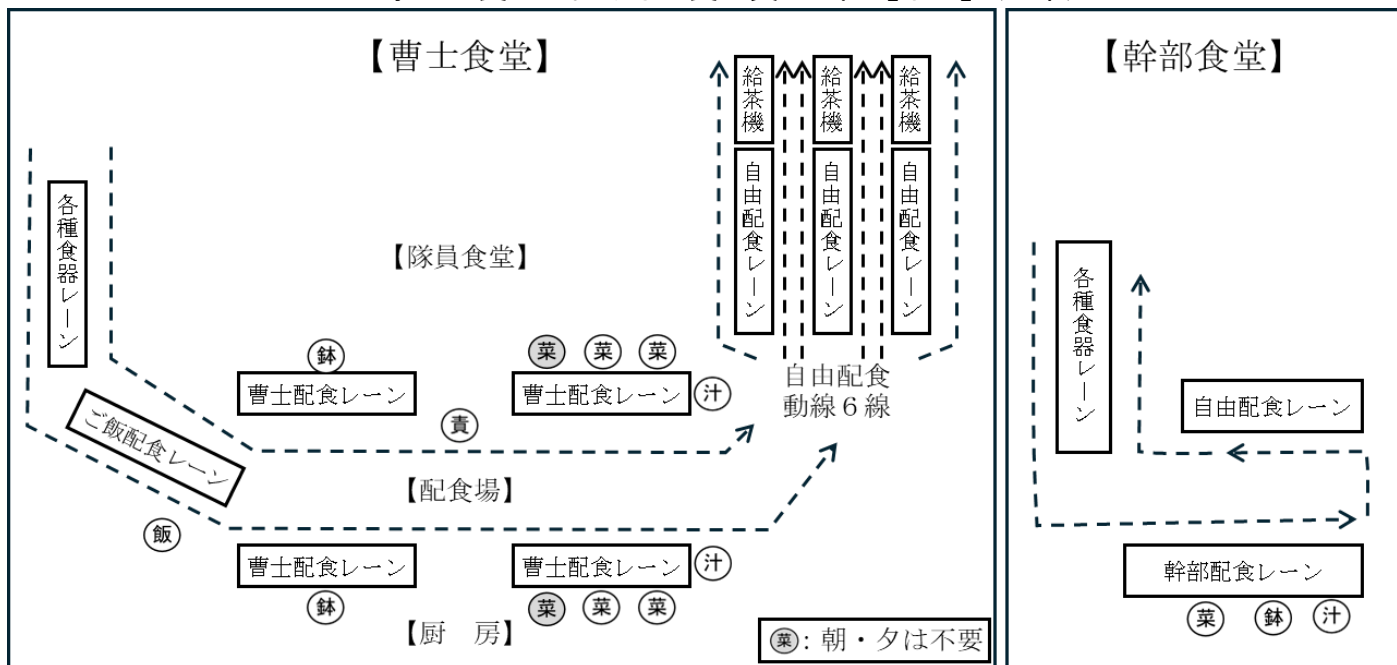 【曹士食堂】
給茶機
給茶機
給茶機
自由配食レーン
自由配食レーン
自由配食レーン
各種食器レーン
【隊員食堂】
鉢
菜
菜
菜
曹士配食レーン
曹士配食レーン
汁
自由配食
動線6線
責
ご飯配食レーン
【配食場】
飯
曹士配食レーン
曹士配食レーン
汁
鉢
菜
菜
菜
【厨 房】
菜:朝・夕は不要
【幹部食堂】
各種食器レーン
自由配食レーン
幹部配食レーン
菜
鉢
汁